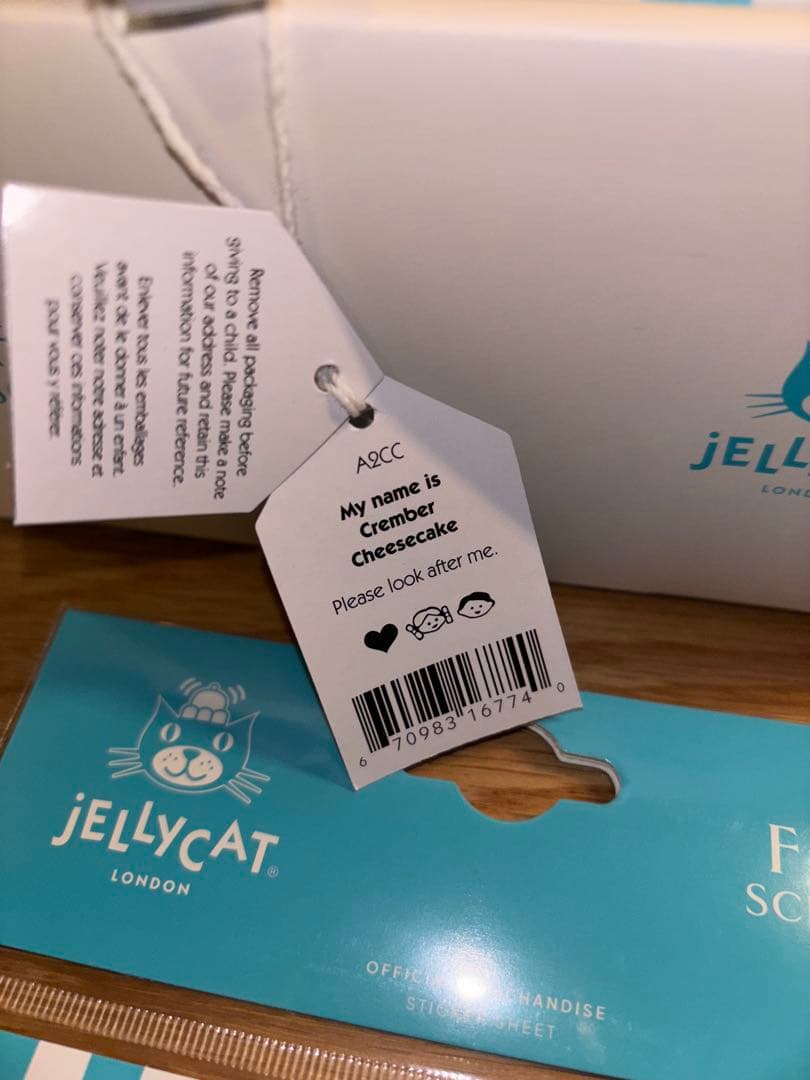 Remove all packaging before
giving to a child. Please make a note
of our address and retain this
information for future reference.
Enlever tous les emballages
avant de le donner à un enfant.
Veuillez noter notre adresse et
conserver ces informations
pour vous y référer.
A2CC
My name is
Crember
Cheesecake
Please look after me.
6 70983 16774 0
JELLYCAT®
LONDON
STICKER SHEET